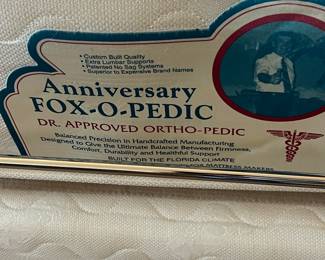 • Custom Built Quality
• Extra Lumbar Supports
• Patented No Sag Systems
• Superior to Expensive Brand Names
Anniversary
FOX-O-PEDIC
DR. APPROVED ORTHO-PEDIC
Balanced Precision in Handcrafted Manufacturing
Designed to Give the Ultimate Balance Between Firmness,
Comfort, Durability and Healthful Support
BUILT FOR THE FLORIDA CLIMATE
MATTRESS MAKERS